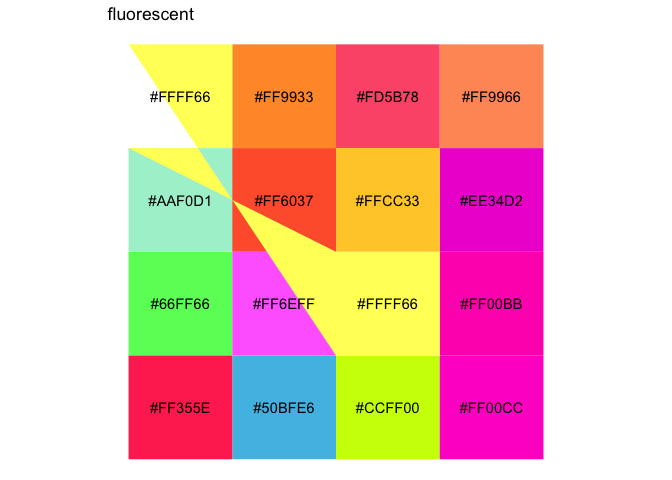 fluorescent
#FFFF66 #FF9933 #FD5B78 #FF9966
#AAF0D1 #FF6037 #FFCC33 #EE34D2
#66FF66 #FF6EFF #FFFF66 #FF00BB
#FF355E #50BFE6 #CCFF00 #FF00CC